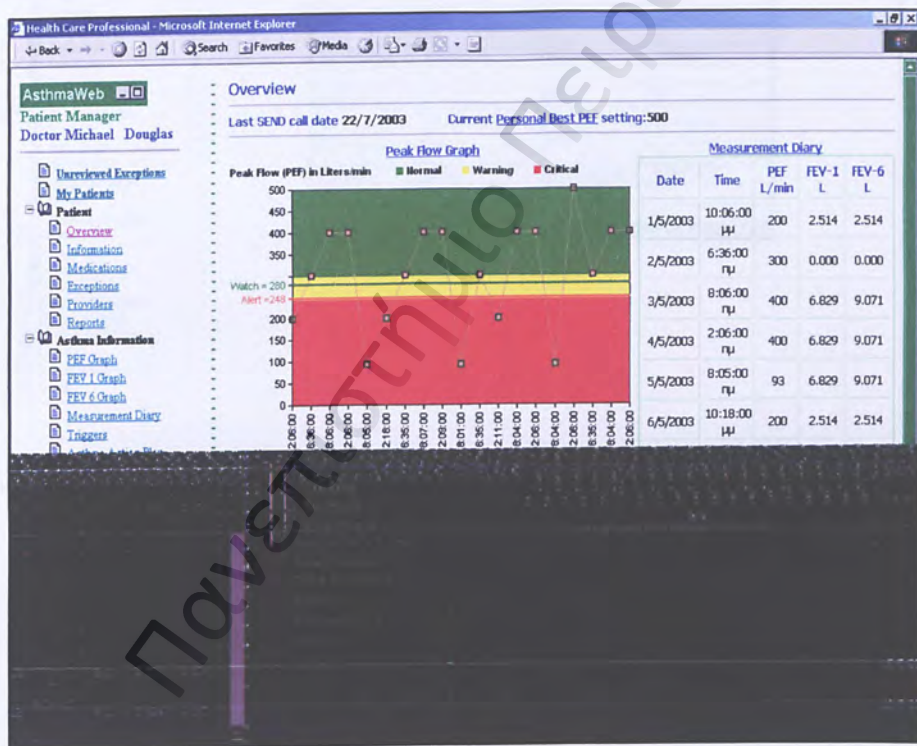 Health Care Professional - Microsoft Internet Explorer
Back Search Favorites Media
AsthmaWeb
Patient Manager
Doctor Michael Douglas
Unreviewed Exceptions
My Patients
Patient
Overview
Information
Medications
Exceptions
Providers
Reports
Asthma Information
PEF Graph
FEV 1 Graph
FEV 6 Graph
Measurement Diary
Triggers
Overview
Last SEND call date 22/7/2003 Current Personal Best PEF setting:500
Peak Flow Graph
Peak Flow (PEF) in Liters/min Normal Warning Critical
500
450
400
350
Watch = 280
Alert =248
200
150
100
50
0
Measurement Diary
Date Time PEF L/min FEV-1 L FEV-6 L
1/5/2003 10:06:00 μμ 200 2.514 2.514
2/5/2003 6:36:00 πμ 300 0.000 0.000
3/5/2003 8:06:00 πμ 400 6.829 9.071
4/5/2003 2:06:00 πμ 400 6.829 9.071
5/5/2003 8:05:00 πμ 93 6.829 9.071
6/5/2003 10:18:00 μμ 200 2.514 2.514
Πανεπιστήμιο Πειρα